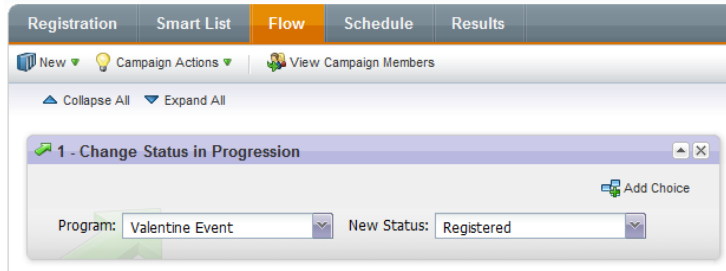 Registration Smart List Flow Schedule Results
New Campaign Actions View Campaign Members
Collapse All Expand All
1 - Change Status in Progression
Add Choice
Program: Valentine Event New Status: Registered